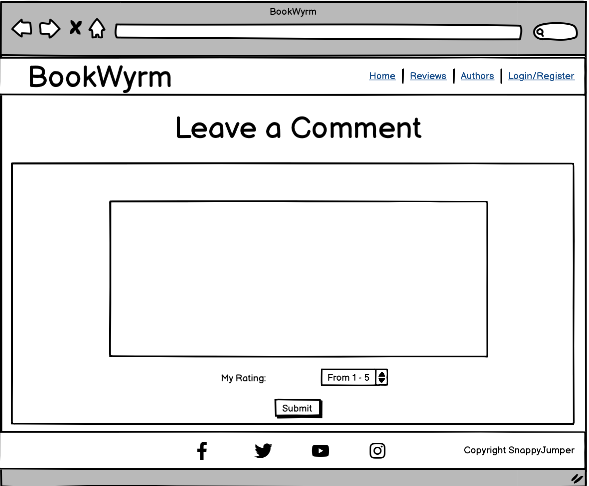 BookWyrm
BookWyrm
Home | Reviews | Authors | Login/Register
Leave a Comment
My Rating: From 1 - 5
Submit
Copyright SnappyJumper